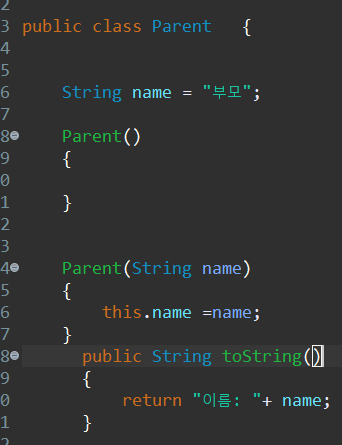 2
3 public class Parent   {
4
5
6     String name = "부모";
7
8     Parent()
9     {
0
1     }
2
3
4     Parent(String name)
5     {
6         this.name =name;
7     }
8       public String toString()
9       {
0           return "이름: "+ name;
1       }
2